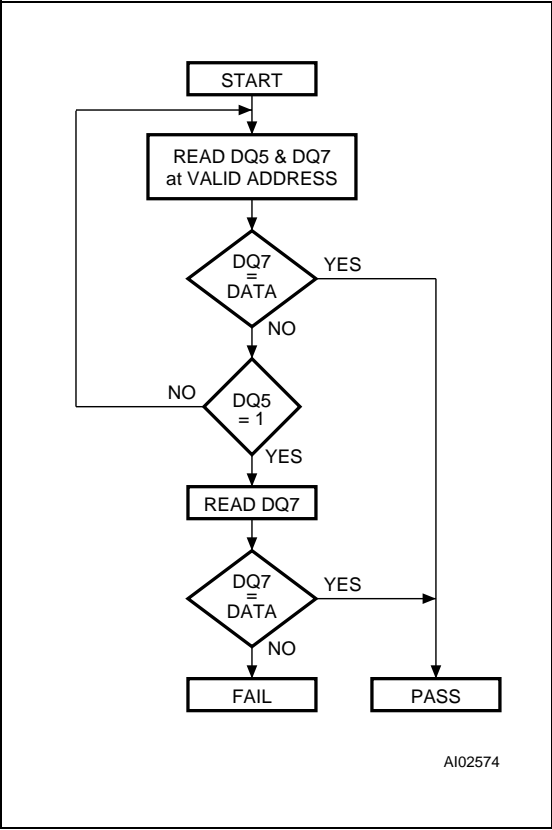 START
READ DQ5 & DQ7
at VALID ADDRESS
DQ7
=
DATA
YES
NO
DQ5
= 1
NO
YES
READ DQ7
DQ7
=
DATA
YES
NO
FAIL
PASS
AI02574